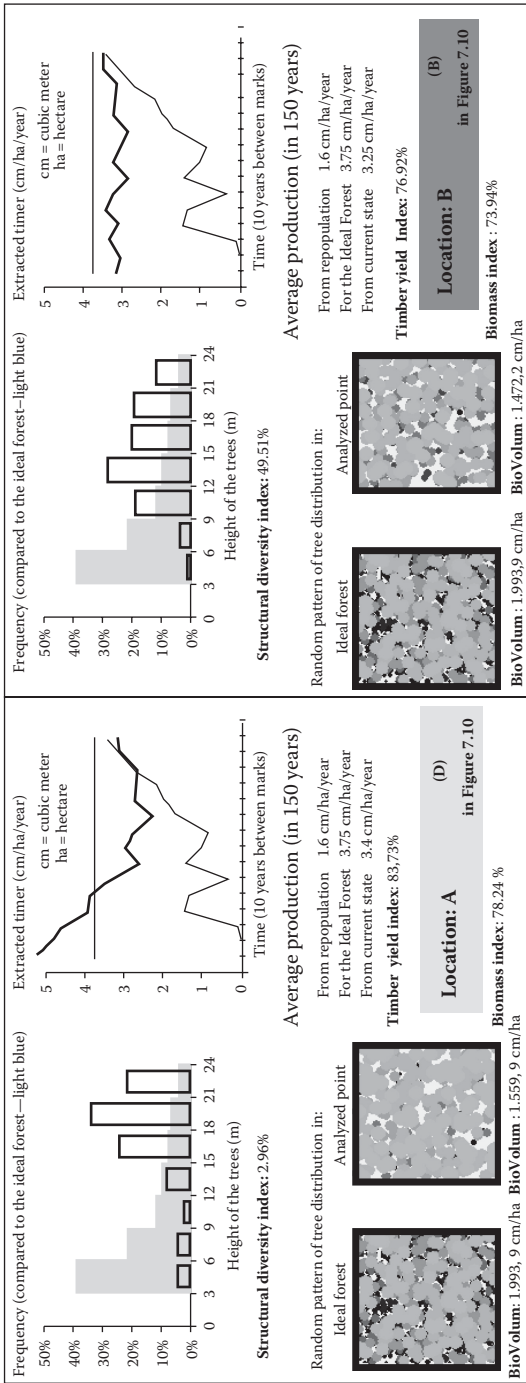 Frequency (compared to the ideal forest—light blue)
50%
40%
30%
20%
10%
0%
0 3 6 9 12 15 18 21 24
Height of the trees (m)
Structural diversity index: 2.96%
Extracted timer (cm/ha/year)
cm = cubic meter
ha = hectare
5
4
3
2
1
0
Time (10 years between marks)
Average production (in 150 years)
From repopulation 1.6 cm/ha/year
For the Ideal Forest 3.75 cm/ha/year
From current state 3.4 cm/ha/year
Timber yield index: 83,73%
Random pattern of tree distribution in:
Ideal forest
Analyzed point
BioVolum: 1.993, 9 cm/ha
BioVolum : 1.559, 9 cm/ha
Location: A
(D)
in Figure 7.10
Biomass index: 78.24 %
Frequency (compared to the ideal forest–light blue)
50%
40%
30%
20%
10%
0%
0 3 6 9 12 15 18 21 24
Height of the trees (m)
Structural diversity index: 49.51%
Extracted timer (cm/ha/year)
cm = cubic meter
ha = hectare
5
4
3
2
1
0
Time (10 years between marks)
Average production (in 150 years)
From repopulation 1.6 cm/ha/year
For the Ideal Forest 3.75 cm/ha/year
From current state 3.25 cm/ha/year
Timber yield Index: 76.92%
Random pattern of tree distribution in:
Ideal forest
Analyzed point
BioVolum : 1.993,9 cm/ha
BioVolum : 1.472,2 cm/ha
Location: B
(B)
in Figure 7.10
Biomass index : 73.94%